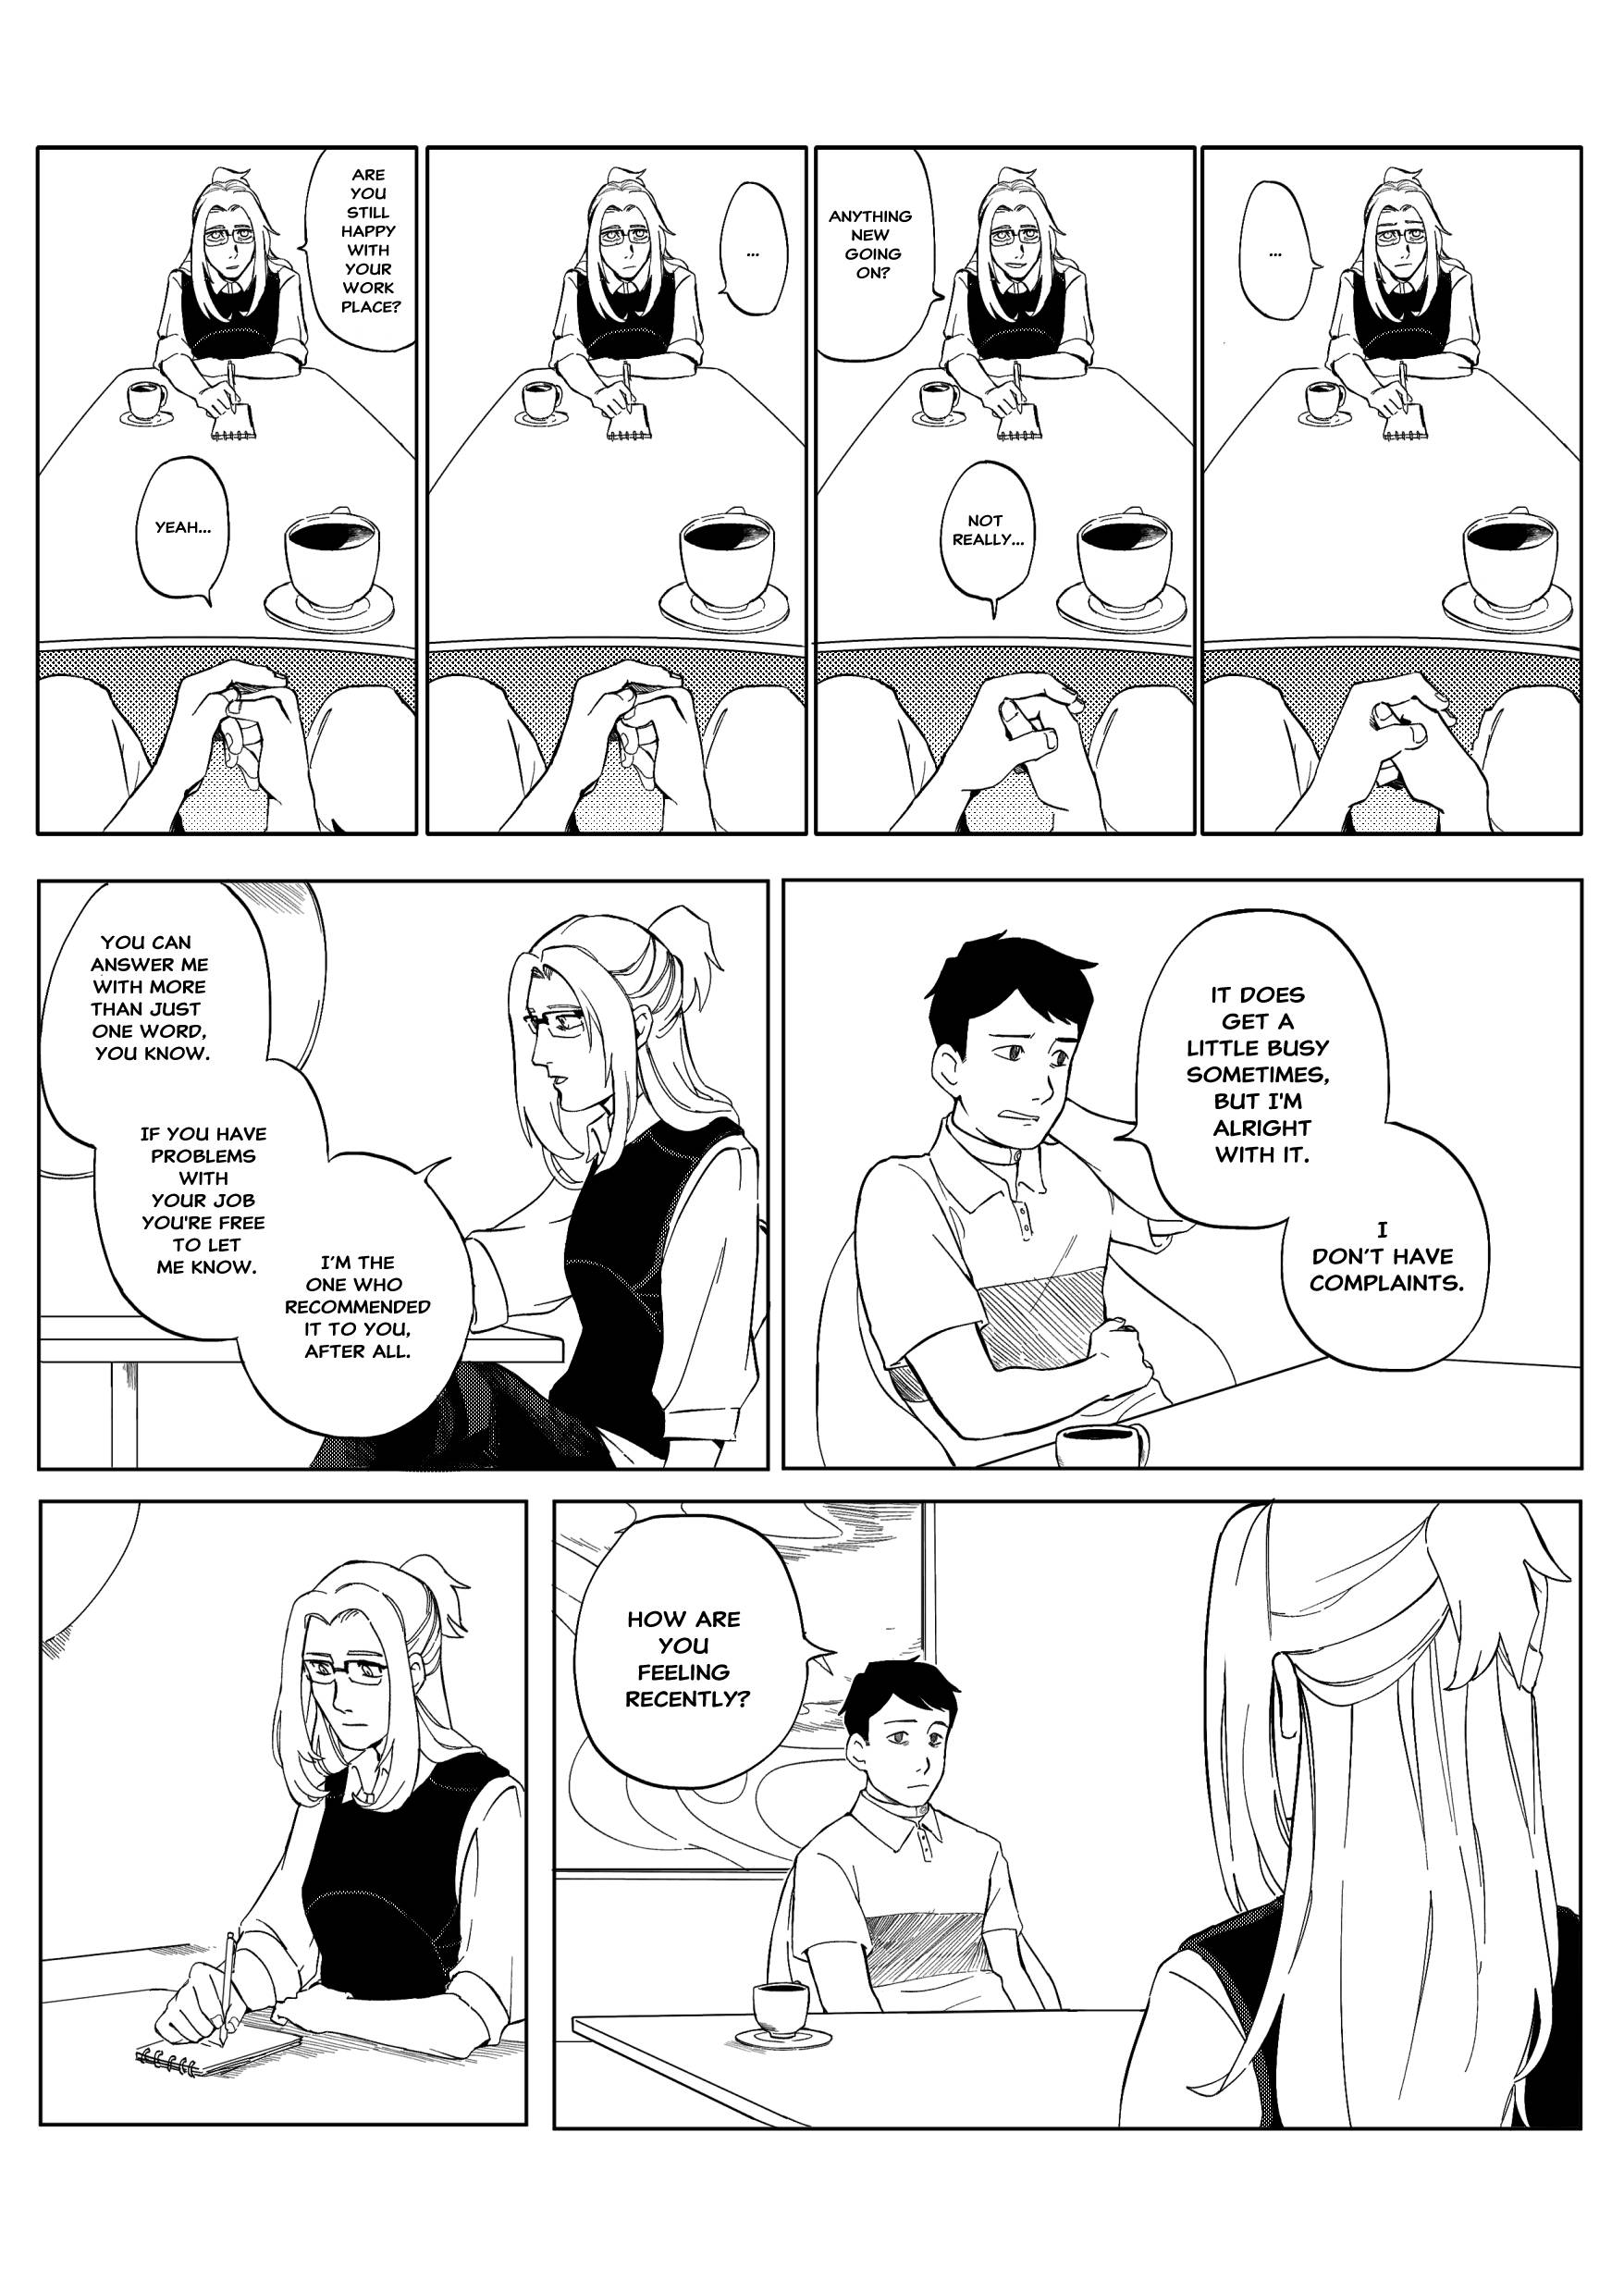 ARE
YOU
STILL
HAPPY
WITH
YOUR
WORK
PLACE?
YEAH...
...
ANYTHING
NEW
GOING
ON?
NOT
REALLY...
...
YOU CAN
ANSWER ME
WITH MORE
THAN JUST
ONE WORD,
YOU KNOW.
IF YOU HAVE
PROBLEMS
WITH
YOUR JOB
YOU'RE FREE
TO LET
ME KNOW.
I'M THE
ONE WHO
RECOMMENDED
IT TO YOU,
AFTER ALL.
IT DOES
GET A
LITTLE BUSY
SOMETIMES,
BUT I'M
ALRIGHT
WITH IT.
I
DON'T HAVE
COMPLAINTS.
HOW ARE
YOU
FEELING
RECENTLY?